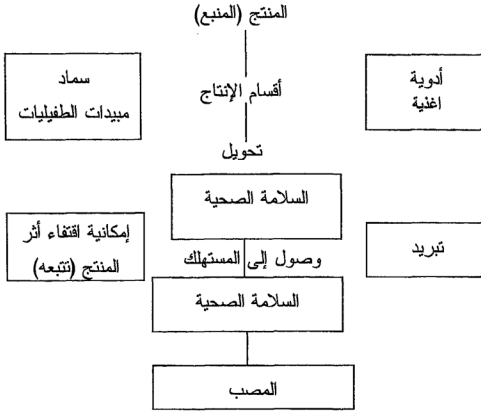 المنتج (المنبع)
أدوية
اغذية
أقسام الإنتاج
سماد
مبيدات الطفيليات
تحويل
السلامة الصحية
تبريد
إمكانية اقتفاء أثر
المنتج (تتبعه)
وصول إلى المستهلك
السلامة الصحية
المصب